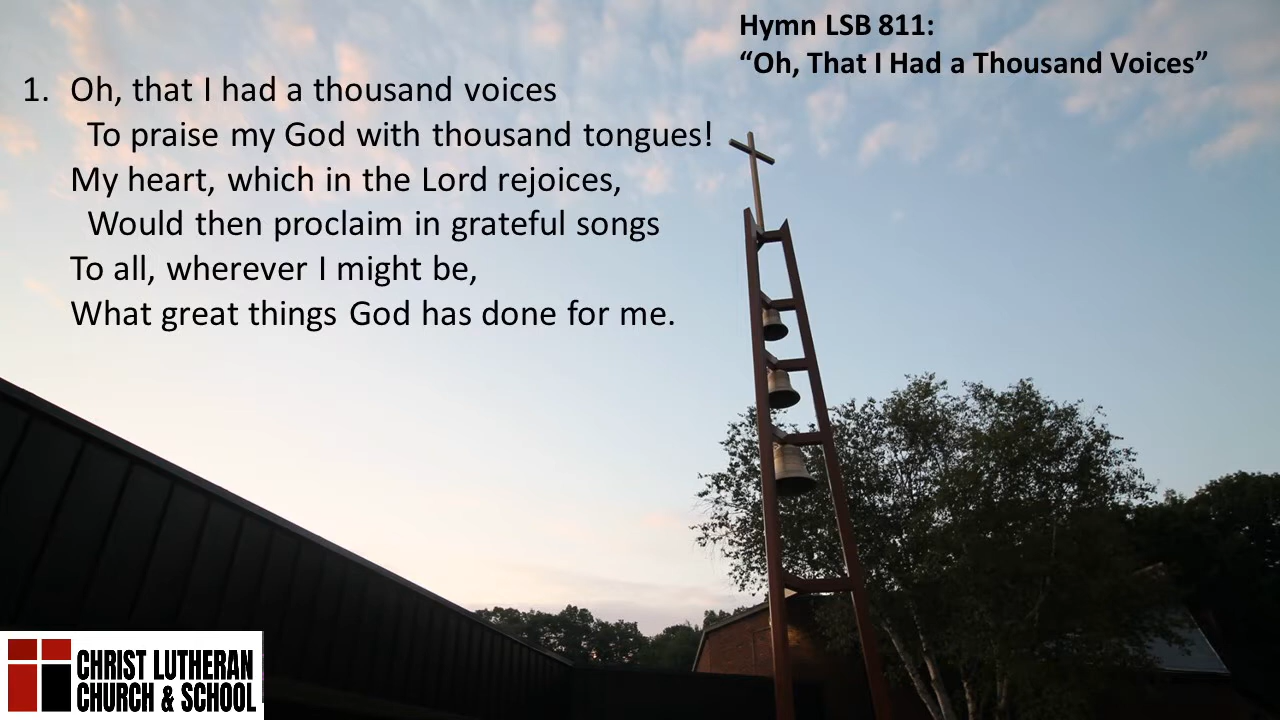 Hymn LSB 811:
“Oh, That I Had a Thousand Voices”
1. Oh, that I had a thousand voices
To praise my God with thousand tongues!
My heart, which in the Lord rejoices,
Would then proclaim in grateful songs
To all, wherever I might be,
What great things God has done for me.
CHRIST LUTHERAN
CHURCH & SCHOOL